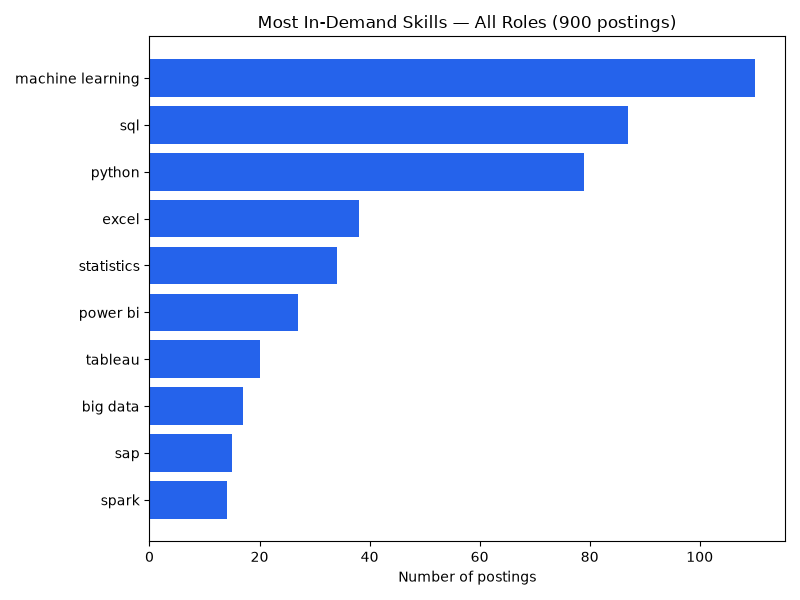 Most In-Demand Skills — All Roles (900 postings)
machine learning
sql
python
excel
statistics
power bi
tableau
big data
sap
spark
0 20 40 60 80 100
Number of postings